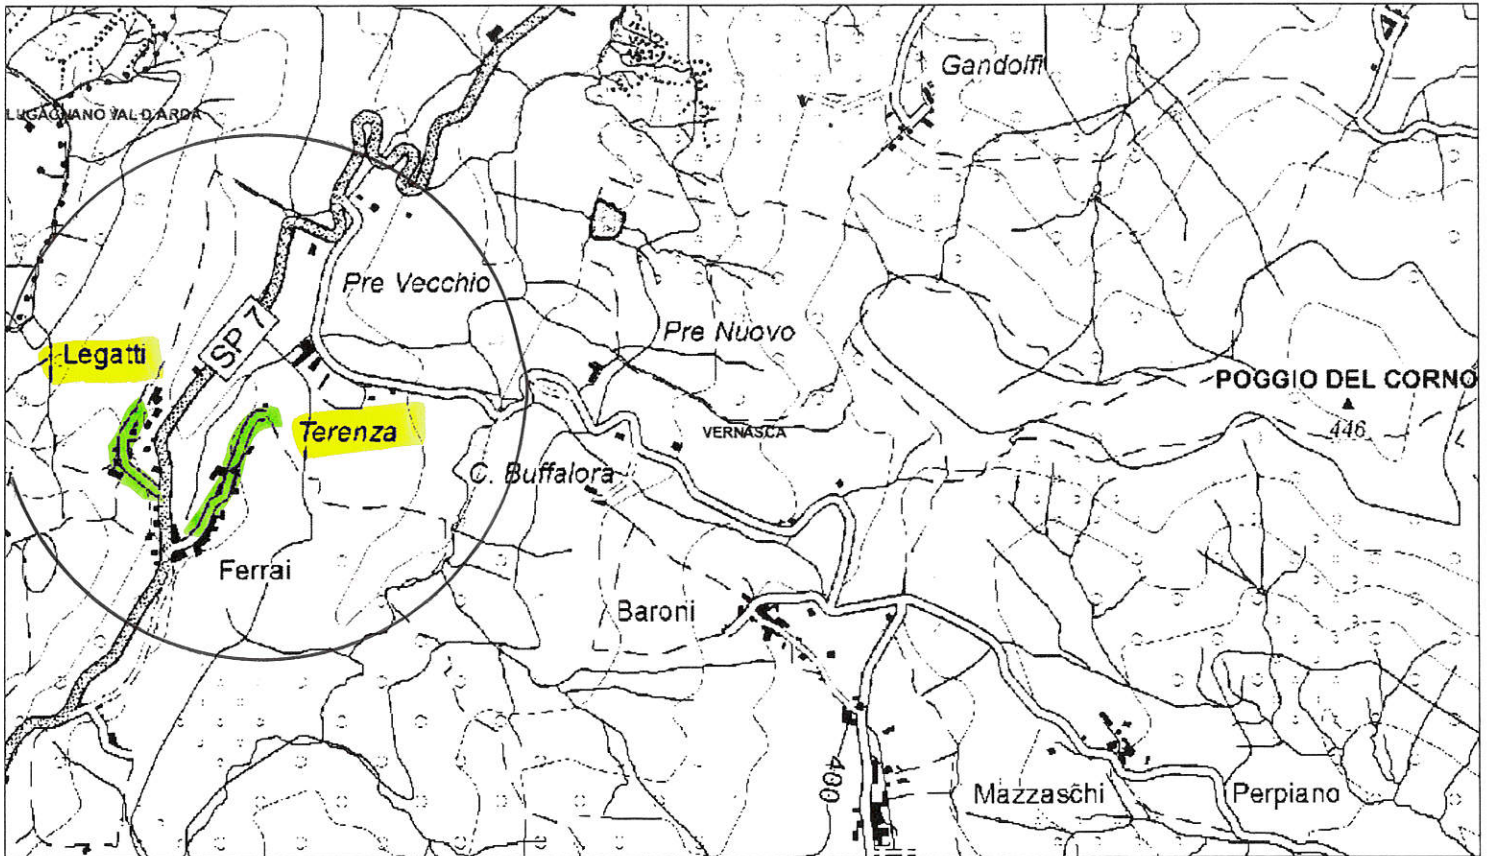 Gandolfi
LUGAGNANO VAL D'ARDA
Pre Vecchio
SP 7
Pre Nuovo
Legatti
POGGIO DEL CORNO
446
Terenza
VERNASCA
C. Buffalora
Ferrai
Baroni
400
Mazzaschi
Perpiano